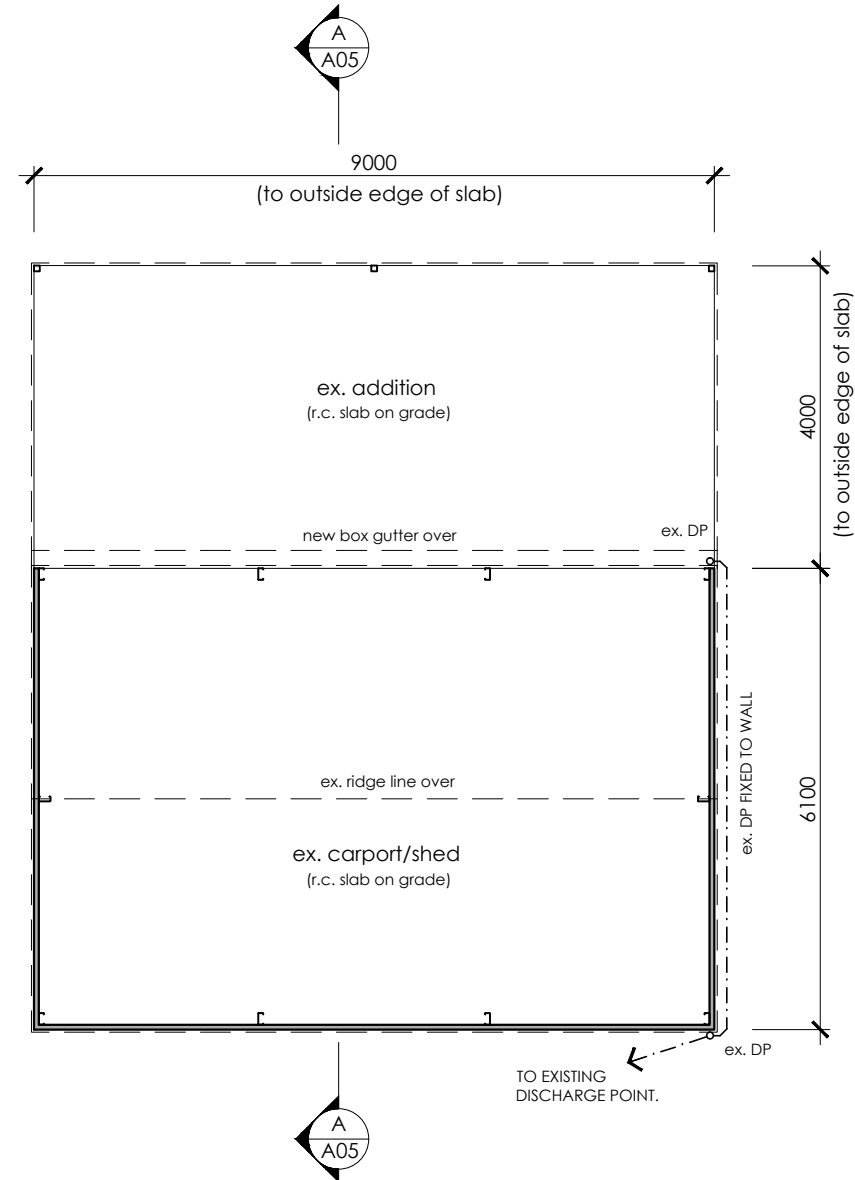 A
A05
9000
(to outside edge of slab)
ex. addition
(r.c. slab on grade)
4000
(to outside edge of slab)
new box gutter over
ex. DP
ex. ridge line over
ex. DP FIXED TO WALL
6100
ex. carport/shed
(r.c. slab on grade)
ex. DP
TO EXISTING
DISCHARGE POINT.
A
A05